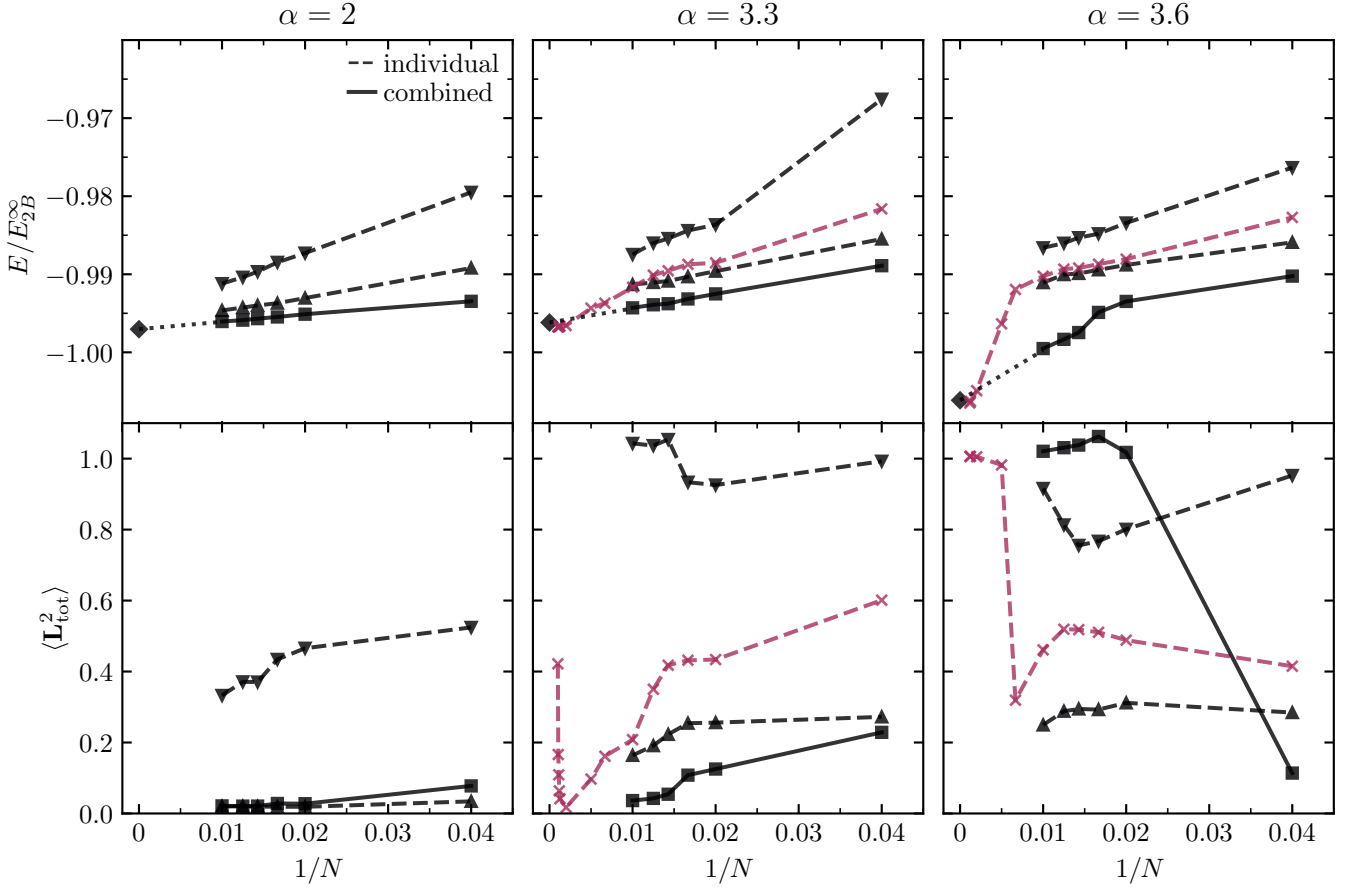 α = 2
α = 3.3
α = 3.6
individual
combined
E/E^∞_{2B}
−0.97
−0.98
−0.99
−1.00
⟨L²_tot⟩
1.0
0.8
0.6
0.4
0.2
0.0
0 0.01 0.02 0.03 0.04
0 0.01 0.02 0.03 0.04
0 0.01 0.02 0.03 0.04
1/N
1/N
1/N